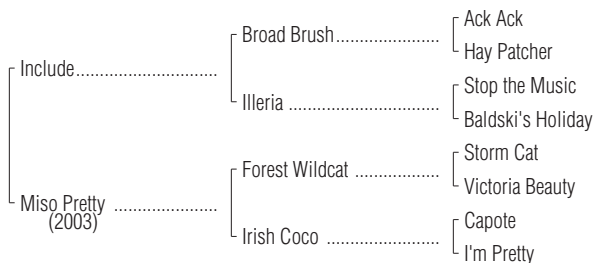 Ack Ack
Broad Brush
Hay Patcher
Include
Stop the Music
Illeria
Baldski's Holiday
Storm Cat
Forest Wildcat
Victoria Beauty
Miso Pretty
(2003)
Capote
Irish Coco
I'm Pretty